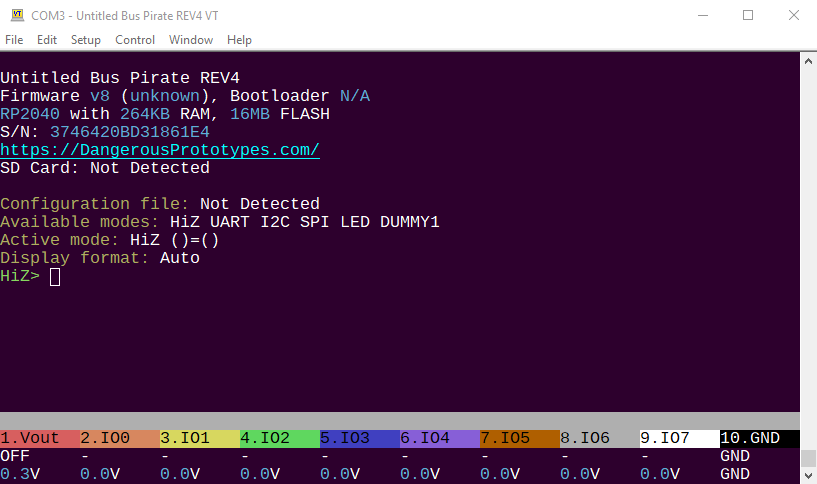 COM3 - Untitled Bus Pirate REV4 VT
File Edit Setup Control Window Help
Untitled Bus Pirate REV4
Firmware v8 (unknown), Bootloader N/A
RP2040 with 264KB RAM, 16MB FLASH
S/N: 3746420BD31861E4
https://DangerousPrototypes.com/
SD Card: Not Detected
Configuration file: Not Detected
Available modes: HiZ UART I2C SPI LED DUMMY1
Active mode: HiZ ()=()
Display format: Auto
HiZ>
1.Vout 2.IO0 3.IO1 4.IO2 5.IO3 6.IO4 7.IO5 8.IO6 9.IO7 10.GND
OFF - - - - - - - - GND
0.3V 0.0V 0.0V 0.0V 0.0V 0.0V 0.0V 0.0V 0.0V GND